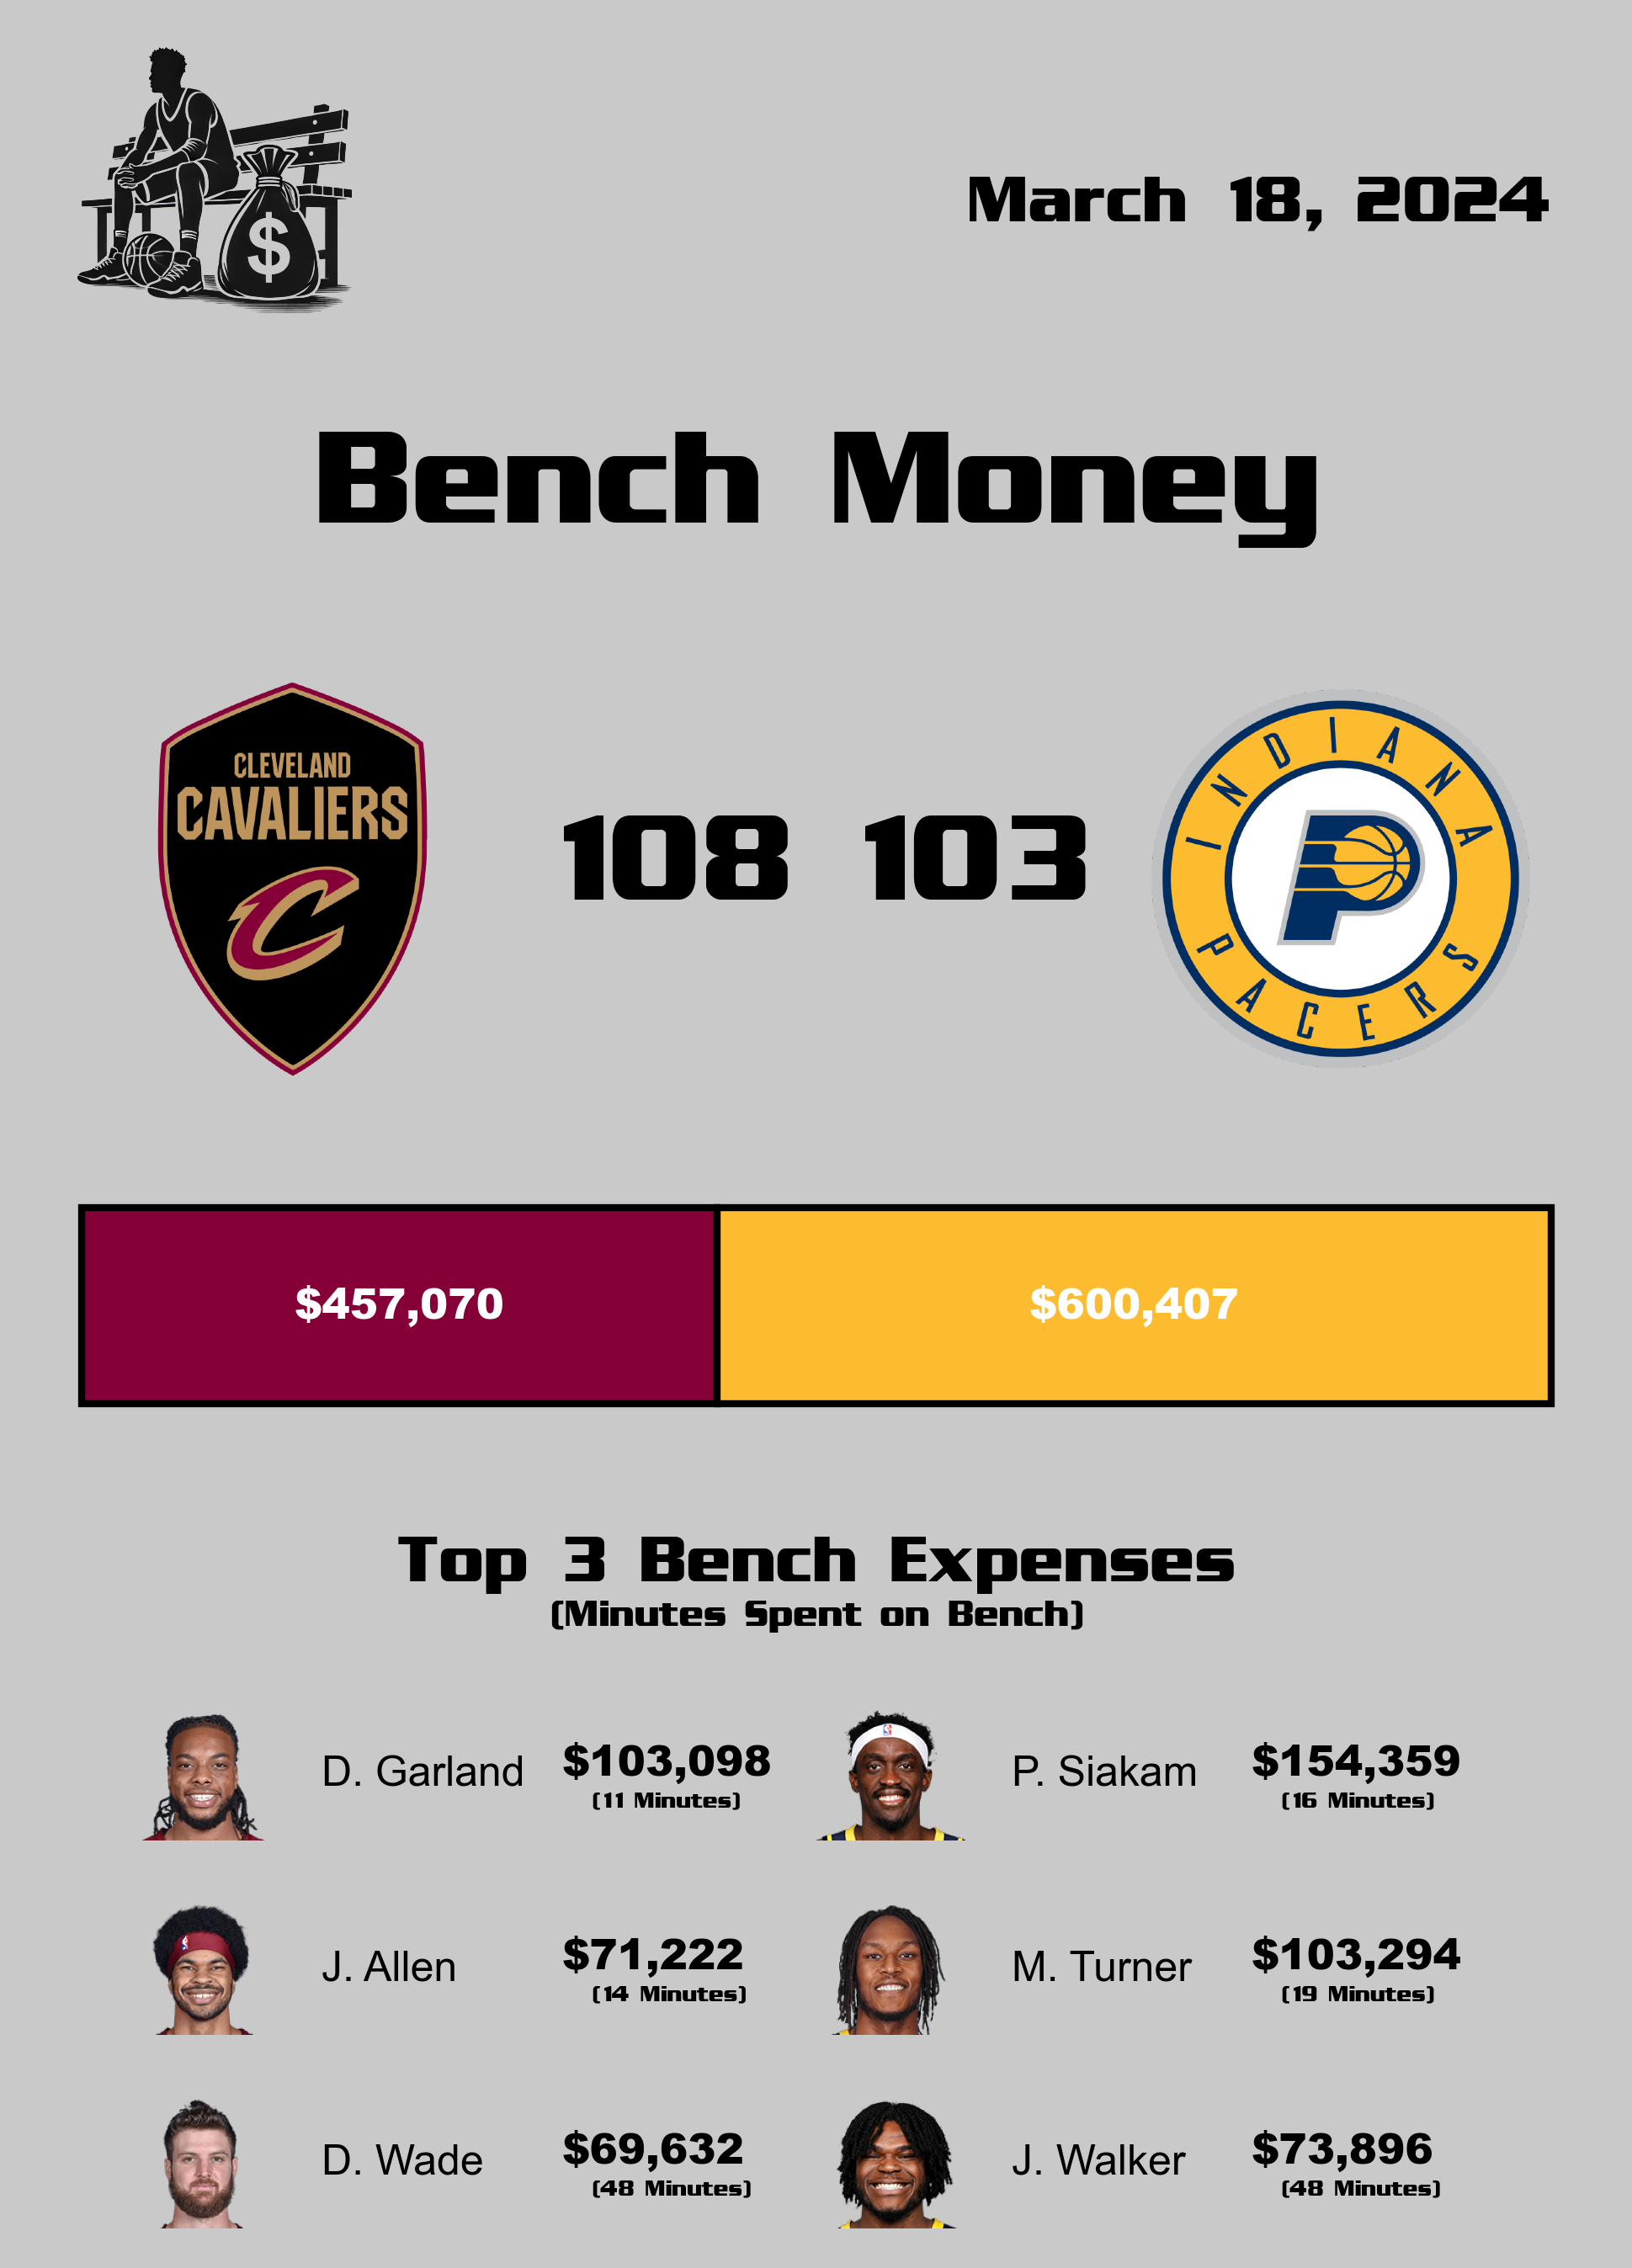 $
March 18, 2024
Bench Money
CLEVELAND
CAVALIERS
C
108 103
INDIANA
P
PACERS
$457,070 $600,407
Top 3 Bench Expenses
(Minutes Spent on Bench)
D. Garland $103,098
(11 Minutes)
P. Siakam $154,359
(16 Minutes)
J. Allen $71,222
(14 Minutes)
M. Turner $103,294
(19 Minutes)
D. Wade $69,632
(48 Minutes)
J. Walker $73,896
(48 Minutes)